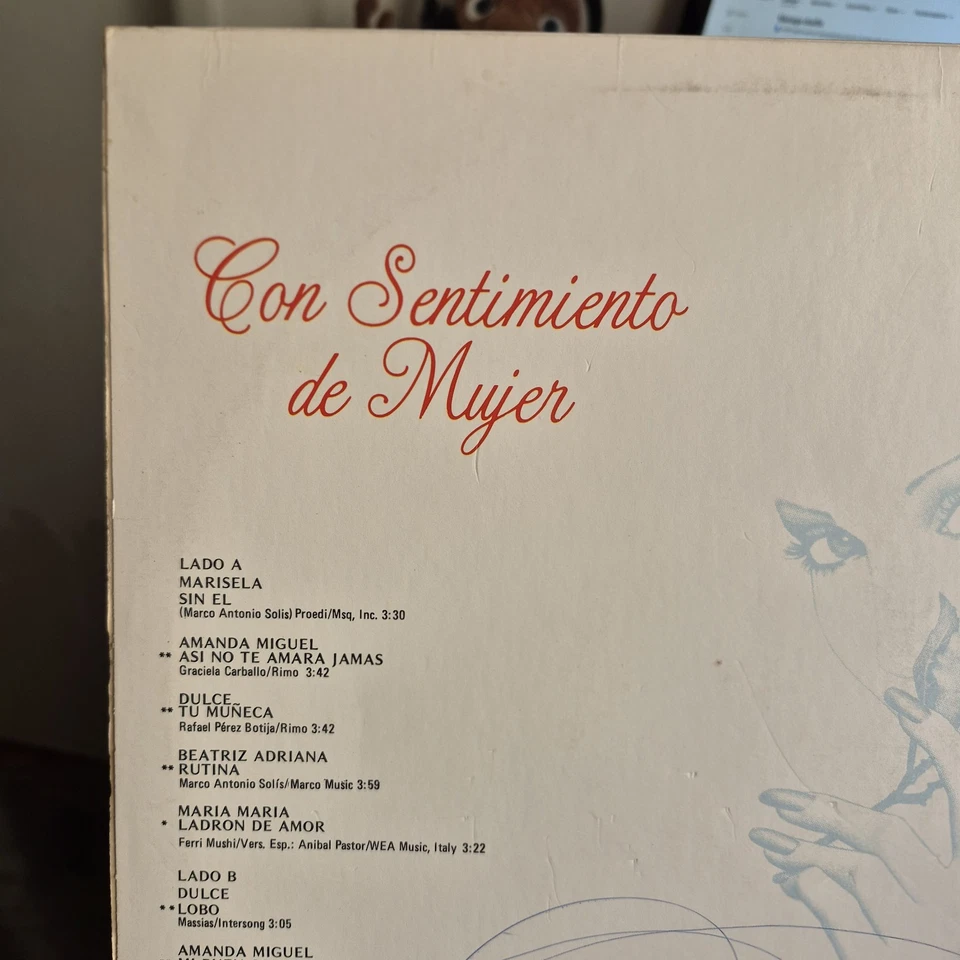 Con Sentimiento
de Mujer
LADO A
MARISELA
SIN EL
(Marco Antonio Solis) Proedi/Msq, Inc. 3:30
AMANDA MIGUEL
** ASI NO TE AMARA JAMAS
Graciela Carballo/Rimo 3:42
DULCE
** TU MUÑECA
Rafael Pérez Botija/Rimo 3:42
BEATRIZ ADRIANA
** RUTINA
Marco Antonio Solís/Marco Music 3:59
MARIA MARIA
* LADRON DE AMOR
Ferri Mushi/Vers. Esp.: Anibal Pastor/WEA Music, Italy 3:22
LADO B
DULCE
** LOBO
Massias/Intersong 3:05
AMANDA MIGUEL